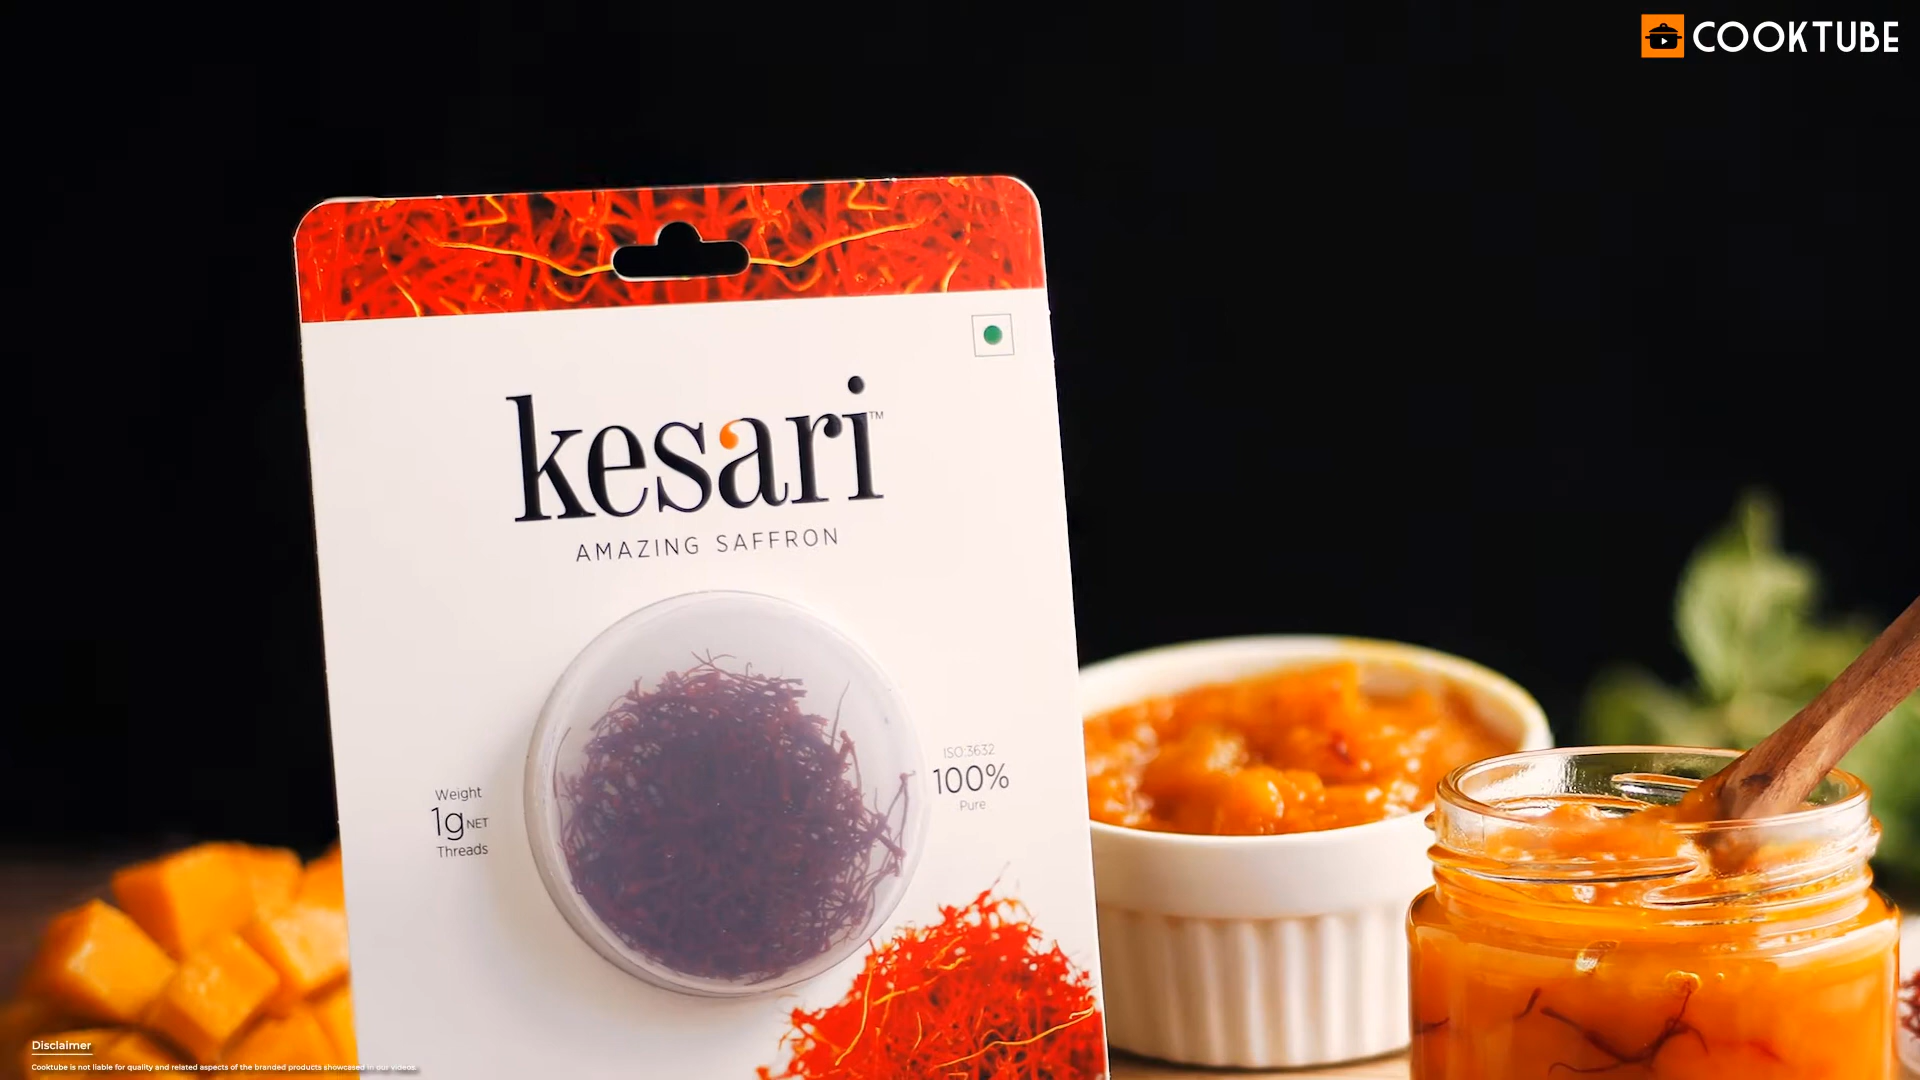 COOKTUBE
kesari™
AMAZING SAFFRON
Weight
1g NET
Threads
ISO:3632
100%
Pure
Disclaimer
Cooktube is not liable for quality and related aspects of the branded products showcased in our videos.